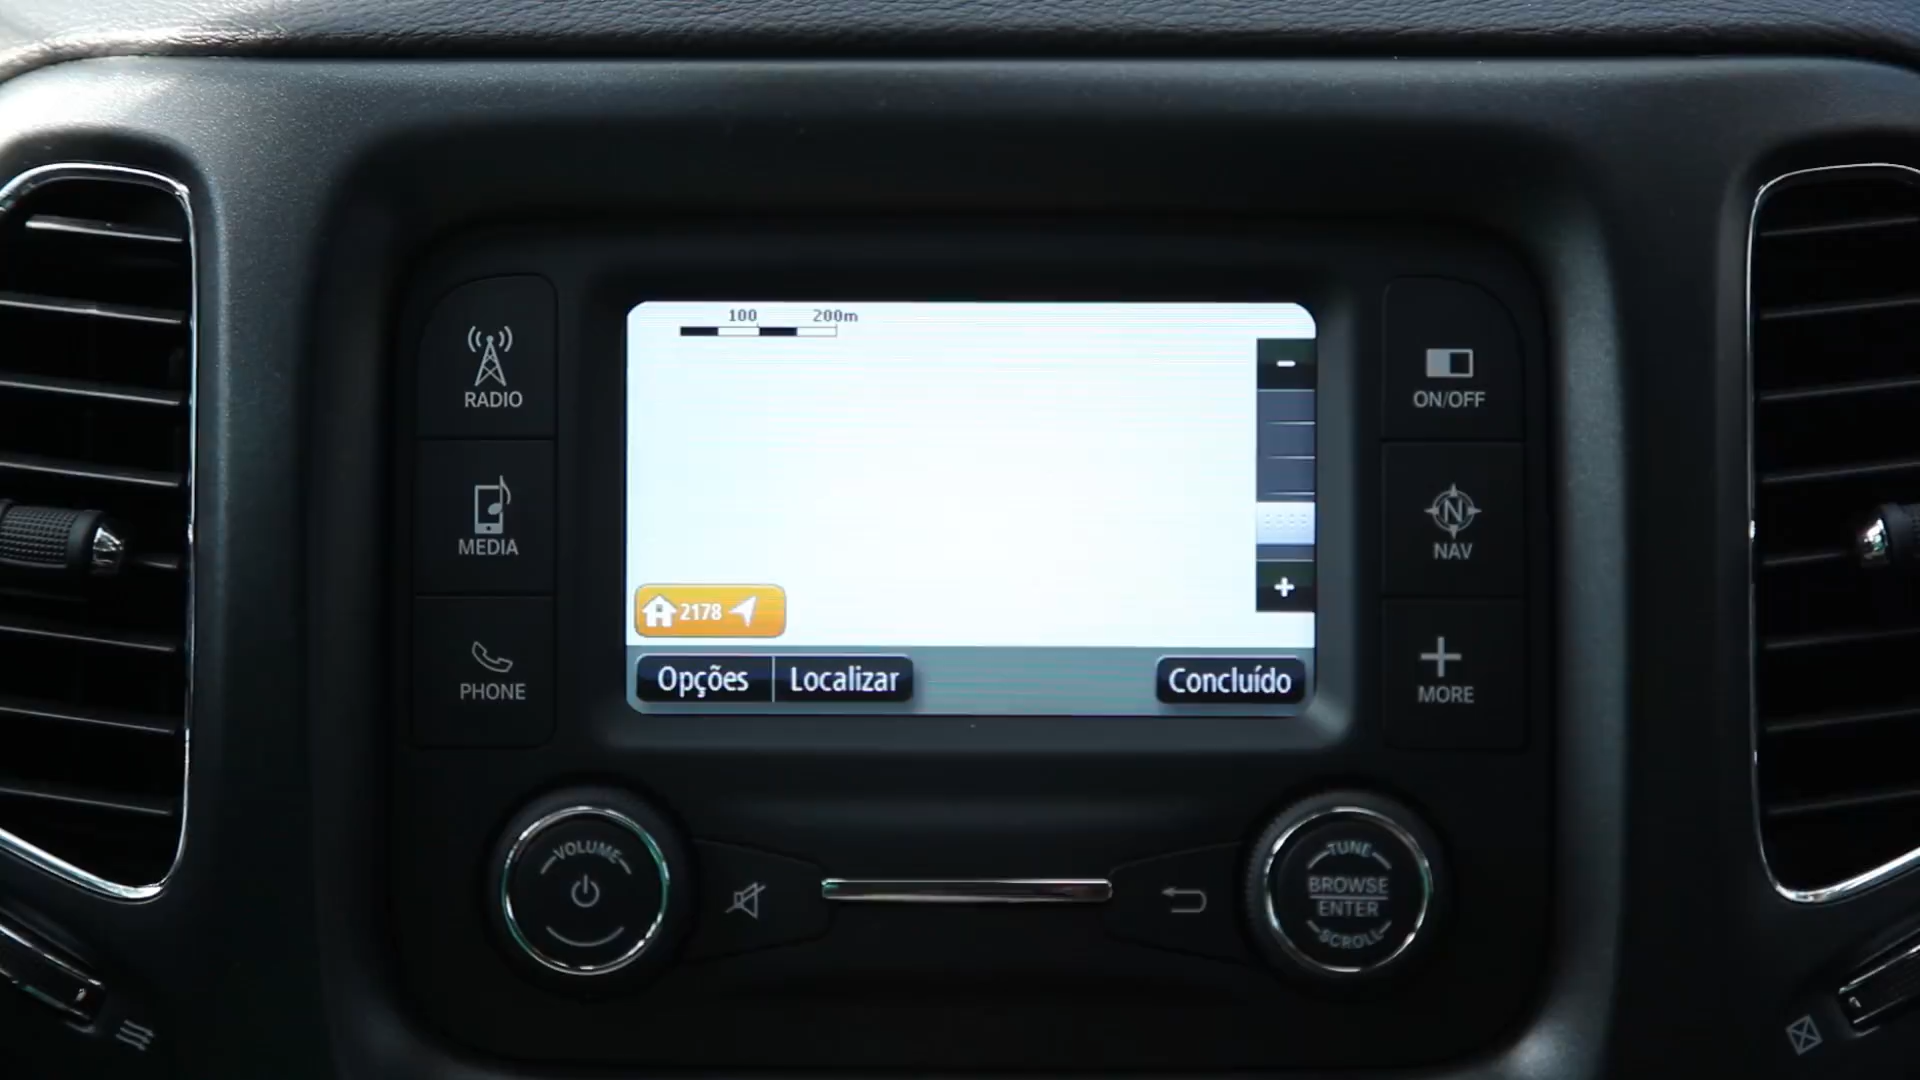 100 200m
RADIO
ON/OFF
-
MEDIA
N
NAV
+
2178
PHONE
MORE
Opções Localizar Concluído
VOLUME
TUNE
BROWSE
ENTER
SCROLL